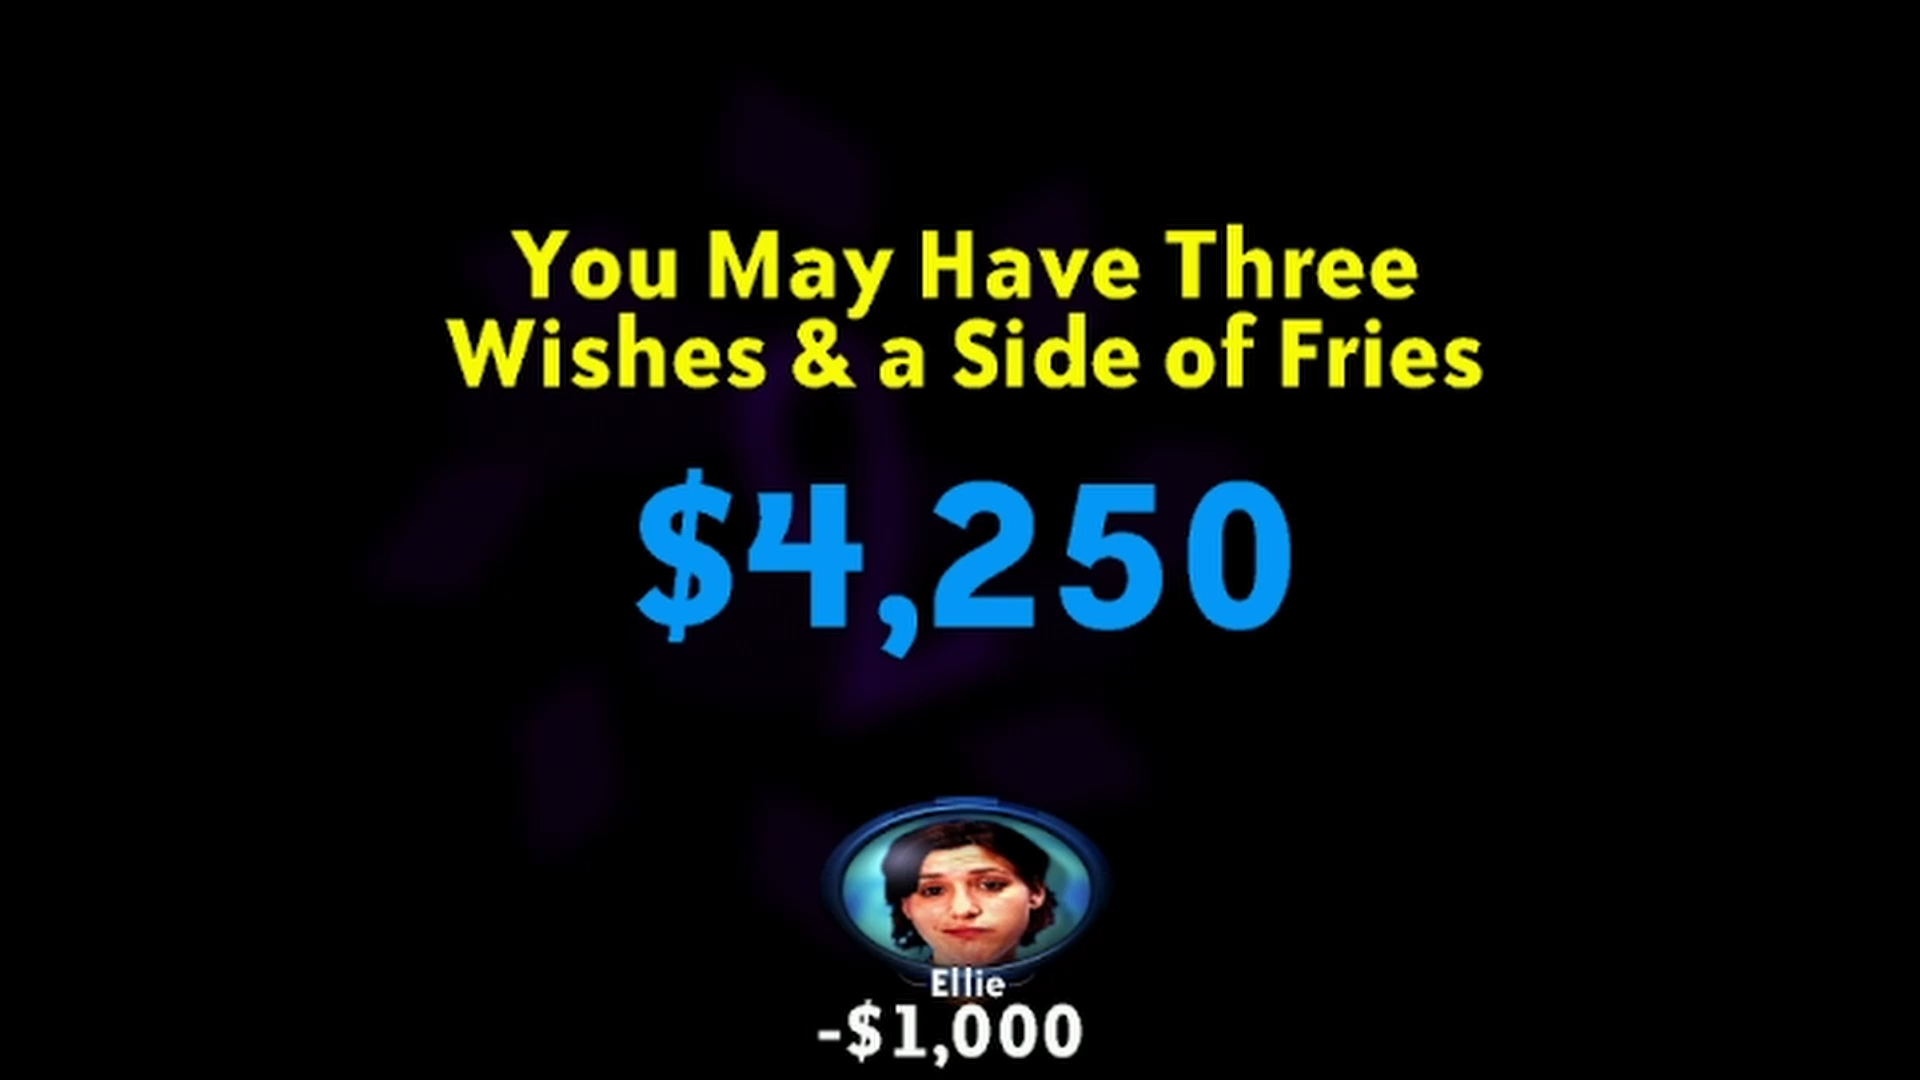 You May Have Three
Wishes & a Side of Fries
$4,250
Ellie
-$1,000